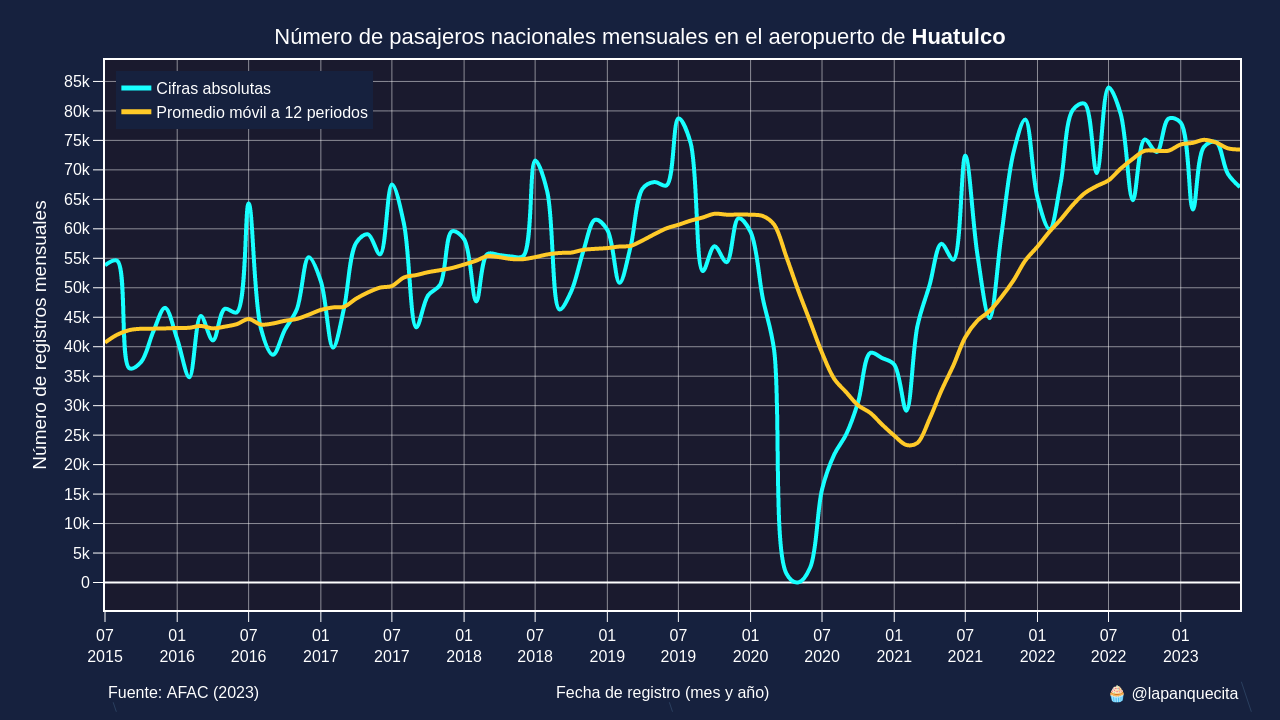 Número de pasajeros nacionales mensuales en el aeropuerto de Huatulco
Cifras absolutas
Promedio móvil a 12 periodos
Número de registros mensuales
85k
80k
75k
70k
65k
60k
55k
50k
45k
40k
35k
30k
25k
20k
15k
10k
5k
0
07 01 07 01 07 01 07 01 07 01 07 01 07 01 07 01
2015 2016 2016 2017 2017 2018 2018 2019 2019 2020 2020 2021 2021 2022 2022 2023
Fuente: AFAC (2023) Fecha de registro (mes y año) 🧁 @lapanquecita